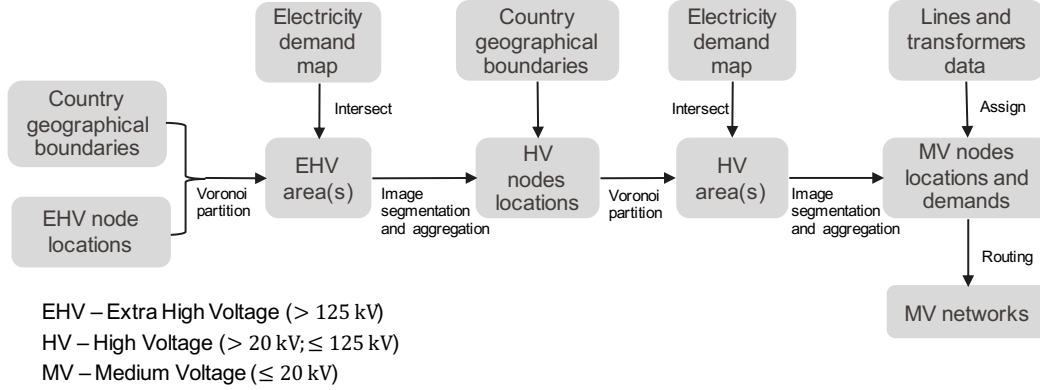 Electricity
demand
map
Country
geographical
boundaries
Electricity
demand
map
Lines and
transformers
data
Country
geographical
boundaries
Intersect
Intersect
Assign
EHV
area(s)
HV
nodes
locations
HV
area(s)
MV nodes
locations and
demands
Voronoi
partition
Image
segmentation
and aggregation
Voronoi
partition
Image
segmentation
and aggregation
EHV node
locations
Routing
MV networks
EHV – Extra High Voltage (> 125 kV)
HV – High Voltage (> 20 kV; ≤ 125 kV)
MV – Medium Voltage (≤ 20 kV)